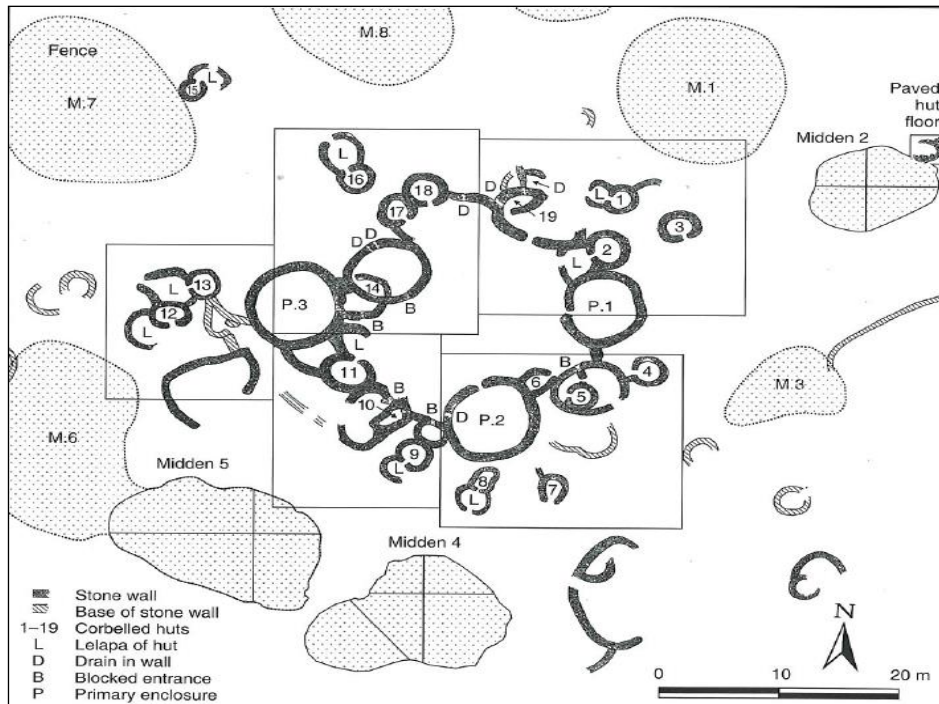 M.8
Fence
M.7
L
15
M.1
Paved
hut
floor
Midden 2
L
16
18
17
D
D
D
19
L
1
3
2
L
D
D
14
B
P.3
P.1
13
L
12
L
B
L
11
4
B
6
5
M.3
B
10
B
D
P.2
9
L
8
L
7
M.6
Midden 5
Midden 4
Stone wall
Base of stone wall
1–19 Corbelled huts
L Lelapa of hut
D Drain in wall
B Blocked entrance
P Primary enclosure
N
0 10 20 m